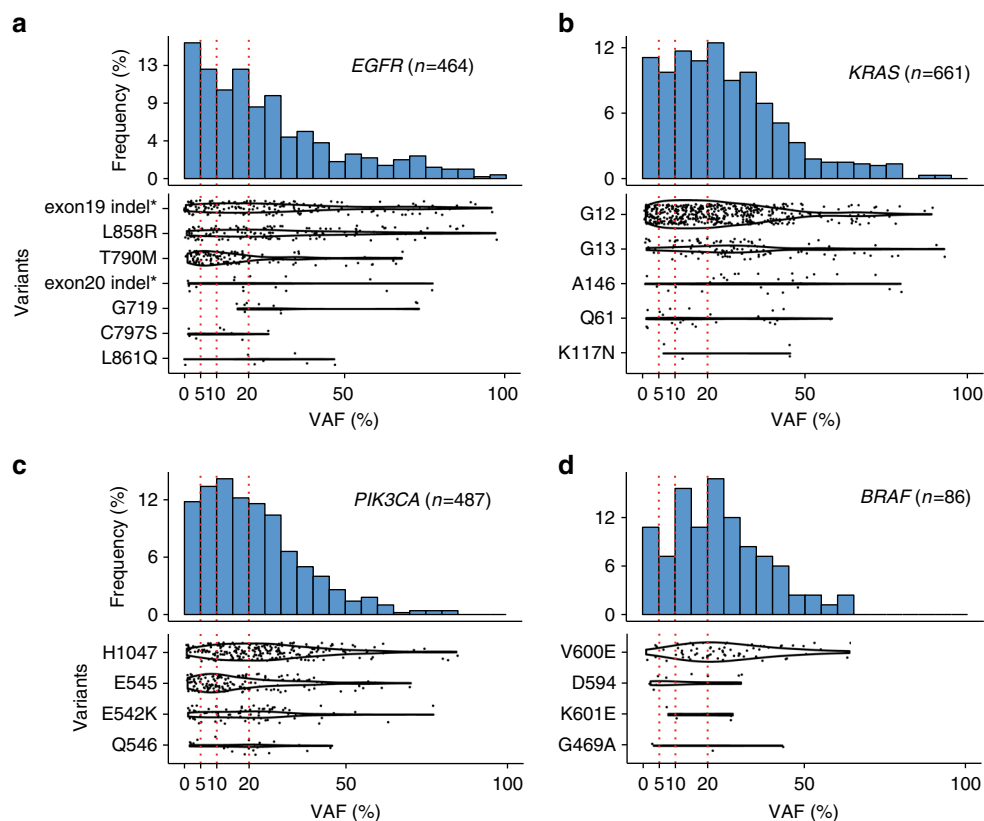 a
Frequency (%)
13
9
4
0
EGFR (n=464)
Variants
exon19 indel*
L858R
T790M
exon20 indel*
G719
C797S
L861Q
0 5 10 20 50 100
VAF (%)
b
12
6
0
KRAS (n=661)
G12
G13
A146
Q61
K117N
0 5 10 20 50 100
VAF (%)
c
Frequency (%)
12
6
0
PIK3CA (n=487)
Variants
H1047
E545
E542K
Q546
0 5 10 20 50 100
VAF (%)
d
12
6
0
BRAF (n=86)
V600E
D594
K601E
G469A
0 5 10 20 50 100
VAF (%)